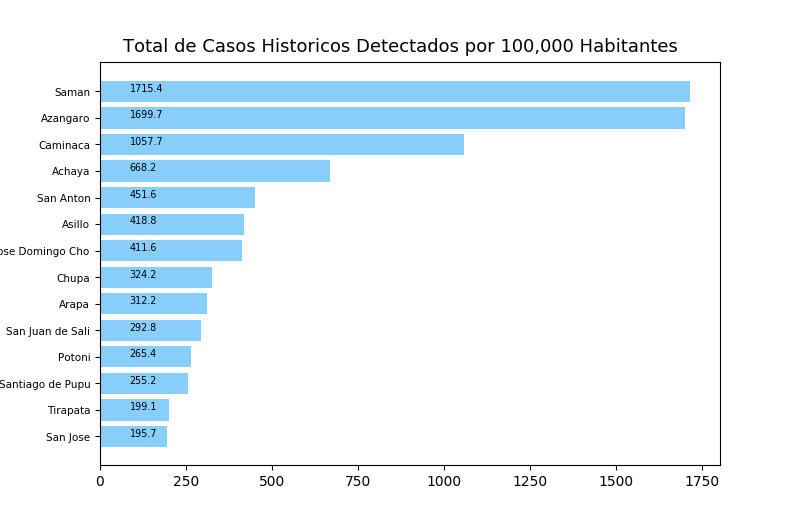 Total de Casos Historicos Detectados por 100,000 Habitantes
Saman 1715.4
Azangaro 1699.7
Caminaca 1057.7
Achaya 668.2
San Anton 451.6
Asillo 418.8
Domingo Cho 411.6
Chupa 324.2
Arapa 312.2
San Juan de Sali 292.8
Potoni 265.4
Santiago de Pupu 255.2
Tirapata 199.1
San Jose 195.7
0 250 500 750 1000 1250 1500 1750